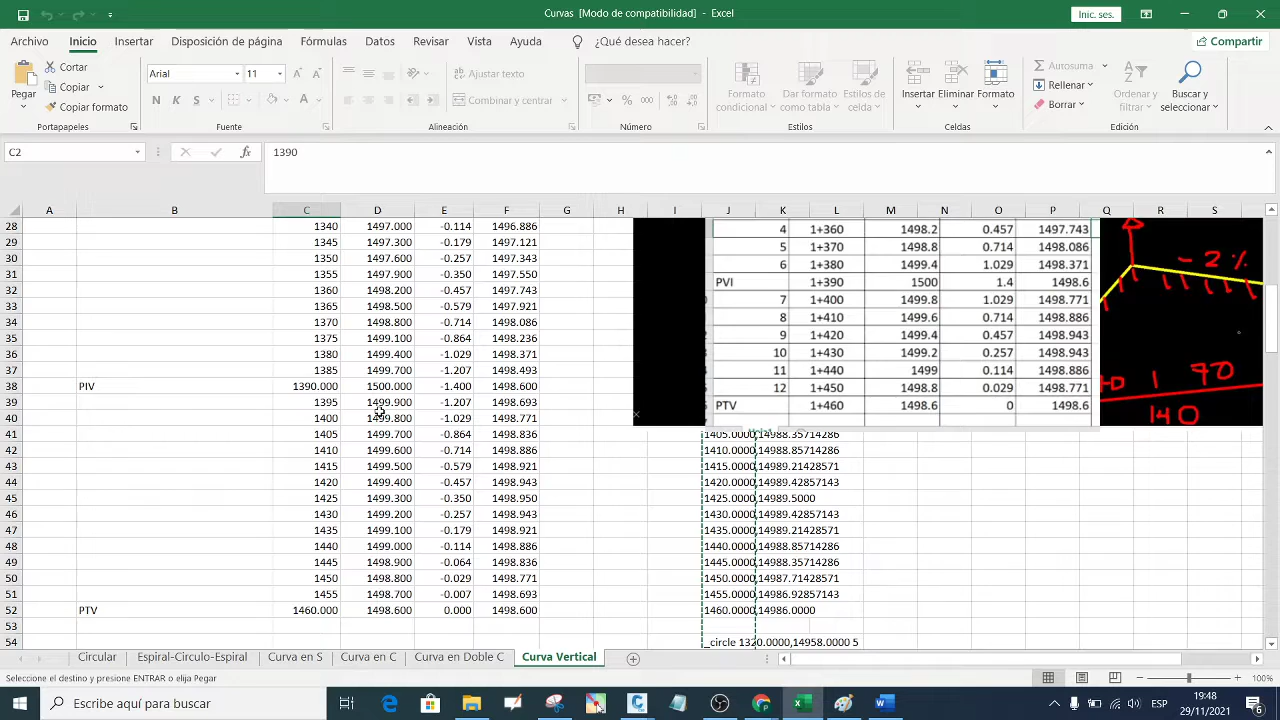 Curvas [Modo de compatibilidad] - Excel
Inic. ses.
Archivo Inicio Insertar Disposición de página Fórmulas Datos Revisar Vista Ayuda ¿Qué desea hacer? Compartir
Pegar
Cortar
Copiar
Copiar formato
Arial 11
N K S
Ajustar texto
Combinar y centrar
% 000
Formato condicional
Dar formato como tabla
Estilos de celda
Insertar Eliminar Formato
Autosuma
Rellenar
Borrar
Ordenar y filtrar
Buscar y seleccionar
Portapapeles Fuente Alineación Número Estilos Celdas Edición
C2 fx 1390
A B C D E F G H I J K L M N O P Q R S
28 1340 1497.000 -0.114 1496.886
29 1345 1497.300 -0.179 1497.121
30 1350 1497.600 -0.257 1497.343
31 1355 1497.900 -0.350 1497.550
32 1360 1498.200 -0.457 1497.743
33 1365 1498.500 -0.579 1497.921
34 1370 1498.800 -0.714 1498.086
35 1375 1499.100 -0.864 1498.236
36 1380 1499.400 -1.029 1498.371
37 1385 1499.700 -1.207 1498.493
38 PIV 1390.000 1500.000 -1.400 1498.600
39 1395 1499.900 -1.207 1498.693
40 1400 1499.800 -1.029 1498.771
41 1405 1499.700 -0.864 1498.836
42 1410 1499.600 -0.714 1498.886
43 1415 1499.500 -0.579 1498.921
44 1420 1499.400 -0.457 1498.943
45 1425 1499.300 -0.350 1498.950
46 1430 1499.200 -0.257 1498.943
47 1435 1499.100 -0.179 1498.921
48 1440 1499.000 -0.114 1498.886
49 1445 1498.900 -0.064 1498.836
50 1450 1498.800 -0.029 1498.771
51 1455 1498.700 -0.007 1498.693
52 PTV 1460.000 1498.600 0.000 1498.600
53
54
4 1+360 1498.2 0.457 1497.743
5 1+370 1498.8 0.714 1498.086
6 1+380 1499.4 1.029 1498.371
PVI 1+390 1500 1.4 1498.6
7 1+400 1499.8 1.029 1498.771
8 1+410 1499.6 0.714 1498.886
9 1+420 1499.4 0.457 1498.943
10 1+430 1499.2 0.257 1498.943
11 1+440 1499 0.114 1498.886
12 1+450 1498.8 0.029 1498.771
PTV 1+460 1498.6 0 1498.6
- 2 %
1 70
140
1405.0000,14988.35714286
1410.0000,14988.85714286
1415.0000,14989.21428571
1420.0000,14989.42857143
1425.0000,14989.5000
1430.0000,14989.42857143
1435.0000,14989.21428571
1440.0000,14988.85714286
1445.0000,14988.35714286
1450.0000,14987.71428571
1455.0000,14986.92857143
1460.0000,14986.0000
_circle 1320.0000,14958.0000 5
Circular Espiral-Circulo-Espiral Curva en S Curva en C Curva en Doble C Curva Vertical
Seleccione el destino y presione ENTRAR o elija Pegar
100%
Escribe aquí para buscar
ESP
19:48
29/11/2021